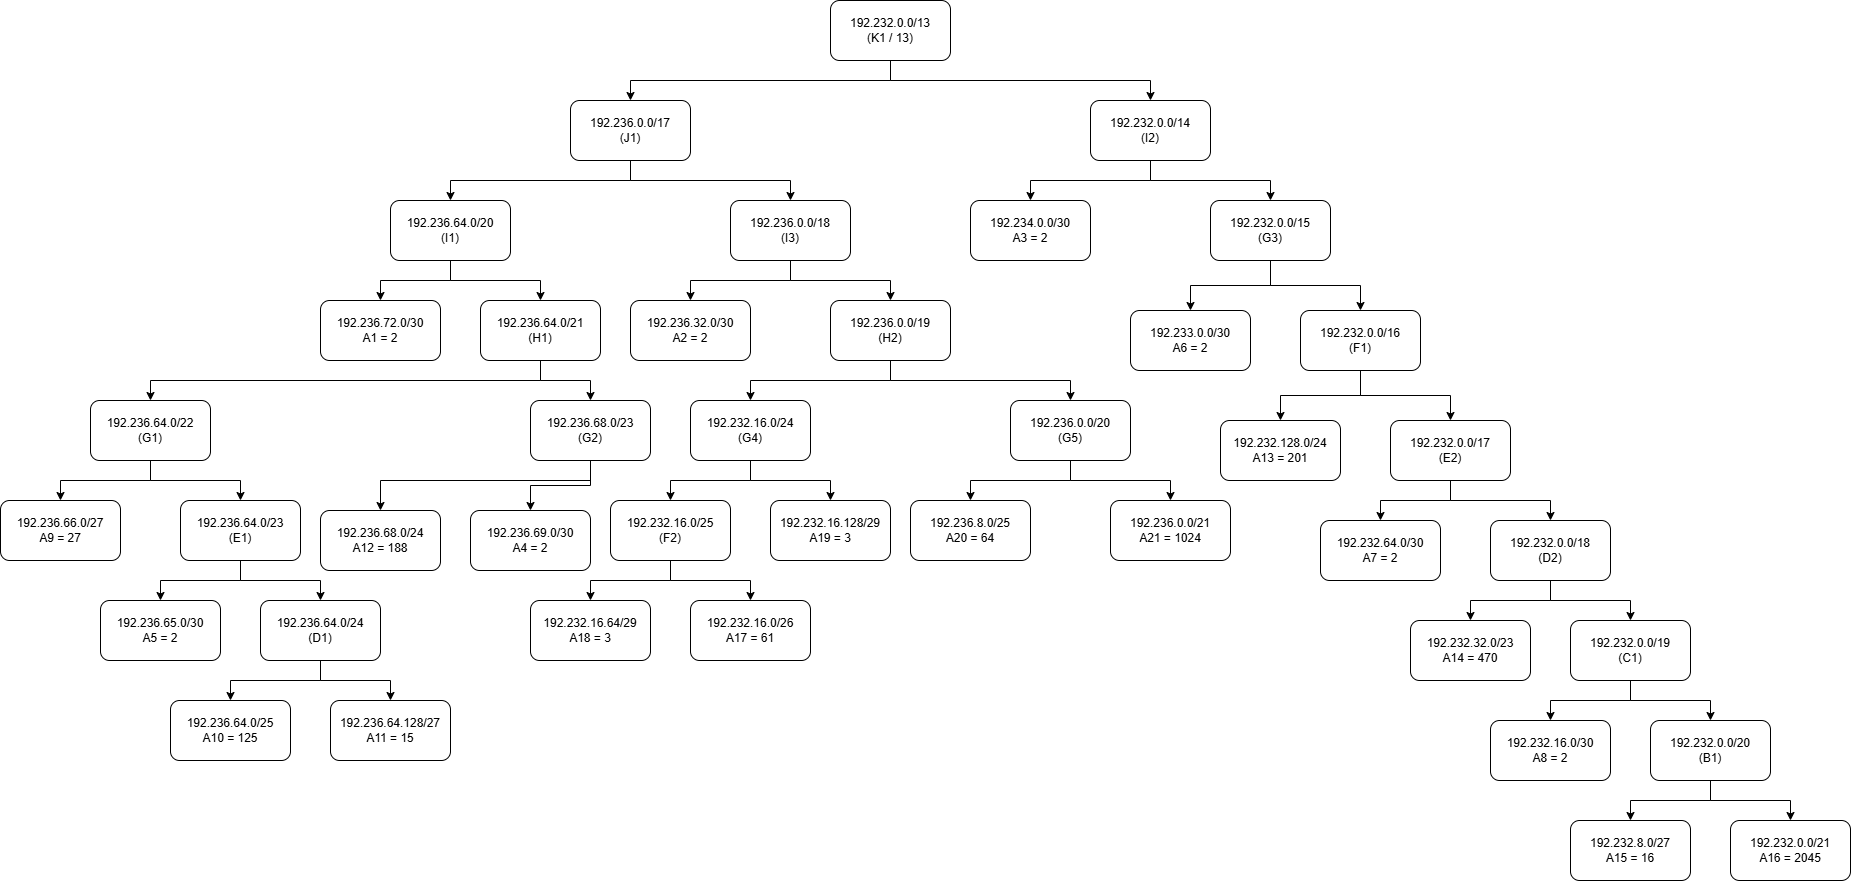 192.232.0.0/13
(K1 / 13)
192.236.0.0/17
(J1)
192.232.0.0/14
(I2)
192.236.64.0/20
(I1)
192.236.0.0/18
(I3)
192.234.0.0/30
A3 = 2
192.232.0.0/15
(G3)
192.236.72.0/30
A1 = 2
192.236.64.0/21
(H1)
192.236.32.0/30
A2 = 2
192.236.0.0/19
(H2)
192.233.0.0/30
A6 = 2
192.232.0.0/16
(F1)
192.236.64.0/22
(G1)
192.236.68.0/23
(G2)
192.232.16.0/24
(G4)
192.236.0.0/20
(G5)
192.232.128.0/24
A13 = 201
192.232.0.0/17
(E2)
192.236.66.0/27
A9 = 27
192.236.64.0/23
(E1)
192.236.68.0/24
A12 = 188
192.236.69.0/30
A4 = 2
192.232.16.0/25
(F2)
192.232.16.128/29
A19 = 3
192.236.8.0/25
A20 = 64
192.236.0.0/21
A21 = 1024
192.232.64.0/30
A7 = 2
192.232.0.0/18
(D2)
192.236.65.0/30
A5 = 2
192.236.64.0/24
(D1)
192.232.16.64/29
A18 = 3
192.232.16.0/26
A17 = 61
192.232.32.0/23
A14 = 470
192.232.0.0/19
(C1)
192.236.64.0/25
A10 = 125
192.236.64.128/27
A11 = 15
192.232.16.0/30
A8 = 2
192.232.0.0/20
(B1)
192.232.8.0/27
A15 = 16
192.232.0.0/21
A16 = 2045